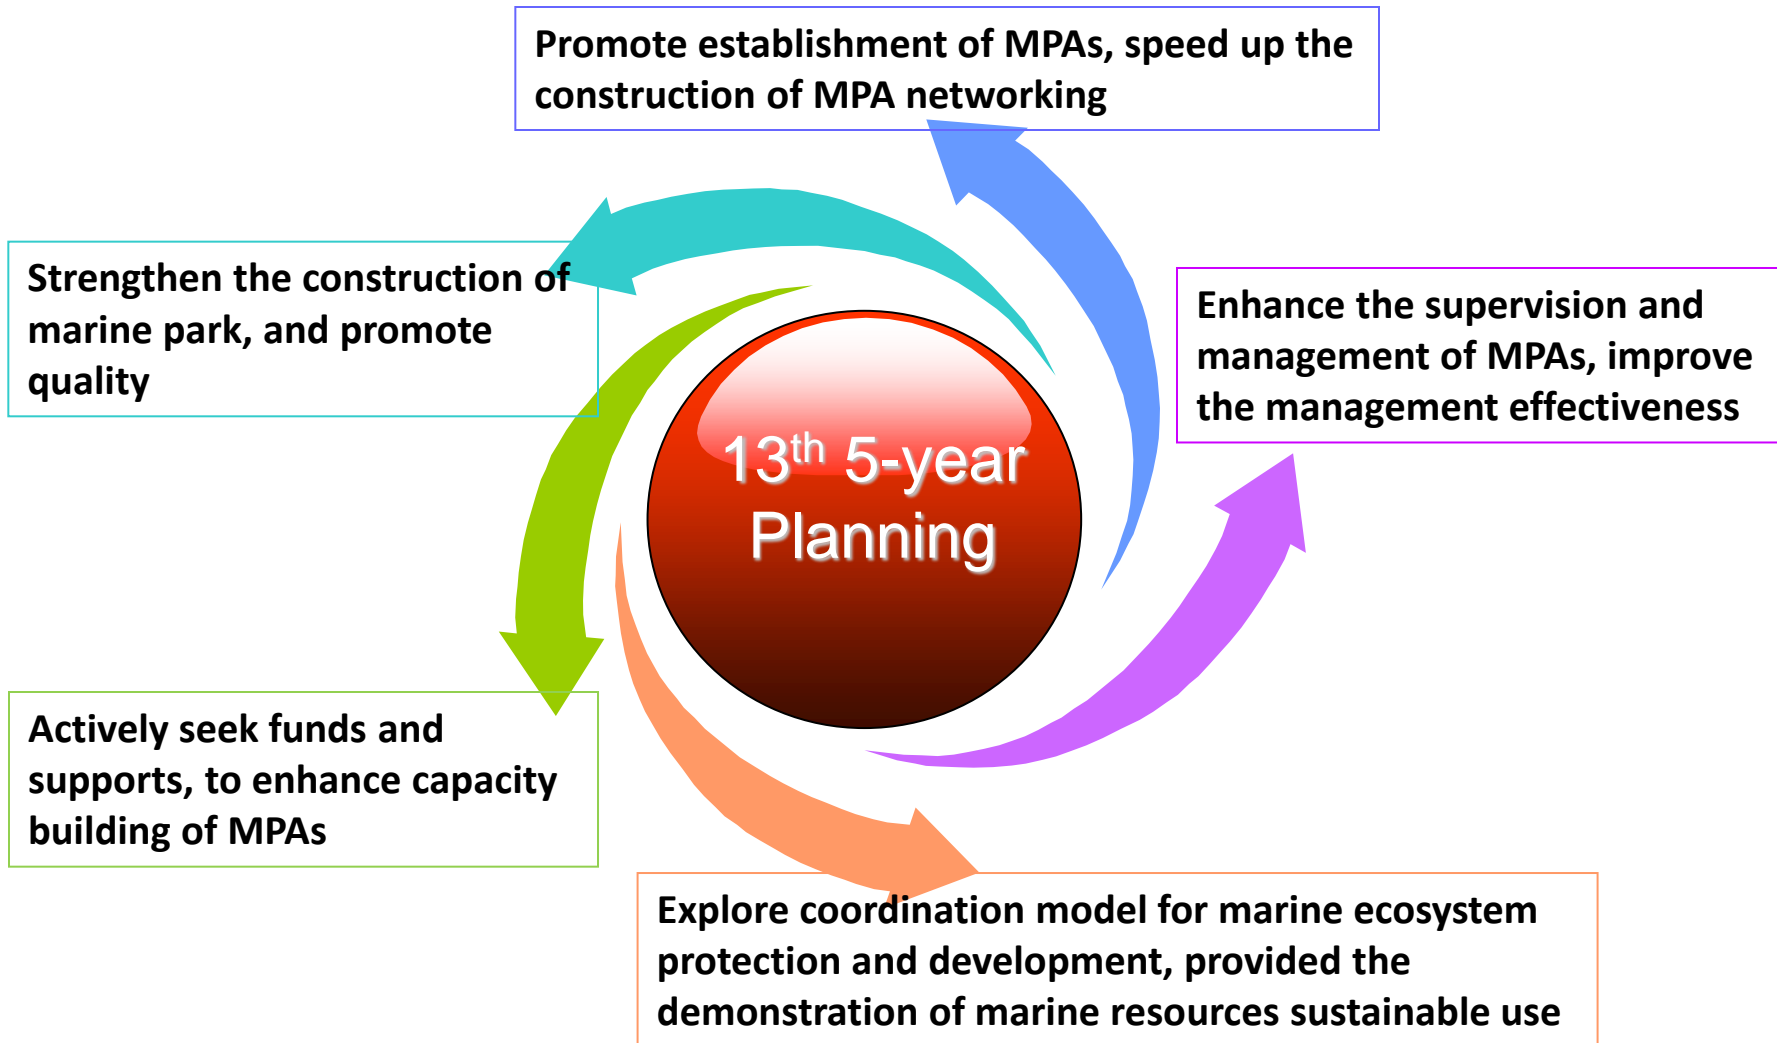 Promote establishment of MPAs, speed up the
construction of MPA networking
Strengthen the construction of
marine park, and promote
quality
Enhance the supervision and
management of MPAs, improve
the management effectiveness
13th 5-year
Planning
Actively seek funds and
supports, to enhance capacity
building of MPAs
Explore coordination model for marine ecosystem
protection and development, provided the
demonstration of marine resources sustainable use